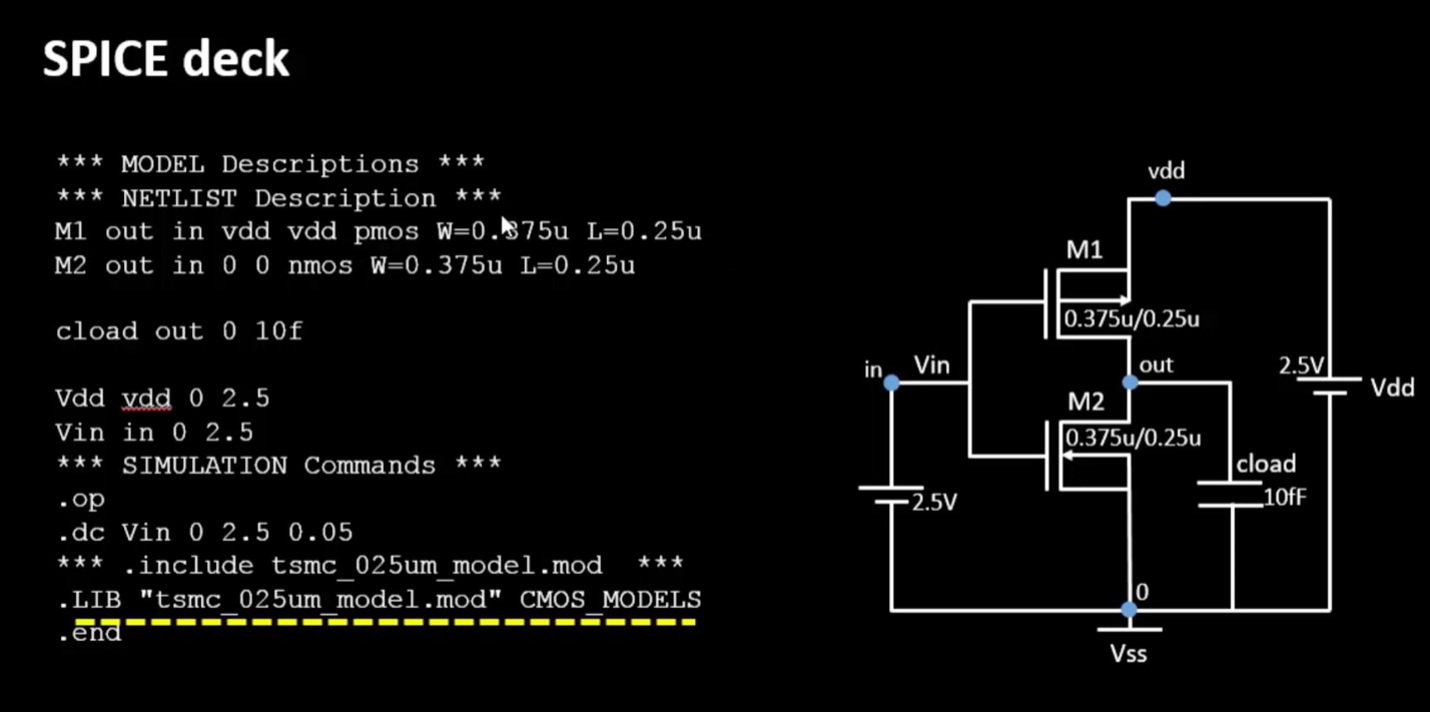 SPICE deck
*** MODEL Descriptions ***
*** NETLIST Description ***
M1 out in vdd vdd pmos W=0.375u L=0.25u
M2 out in 0 0 nmos W=0.375u L=0.25u
cload out 0 10f
Vdd vdd 0 2.5
Vin in 0 2.5
*** SIMULATION Commands ***
.op
.dc Vin 0 2.5 0.05
*** .include tsmc_025um_model.mod ***
.LIB "tsmc_025um_model.mod" CMOS_MODELS
.end
vdd
M1
0.375u/0.25u
in Vin
out
2.5V
Vdd
M2
0.375u/0.25u
cload
10fF
2.5V
0
Vss